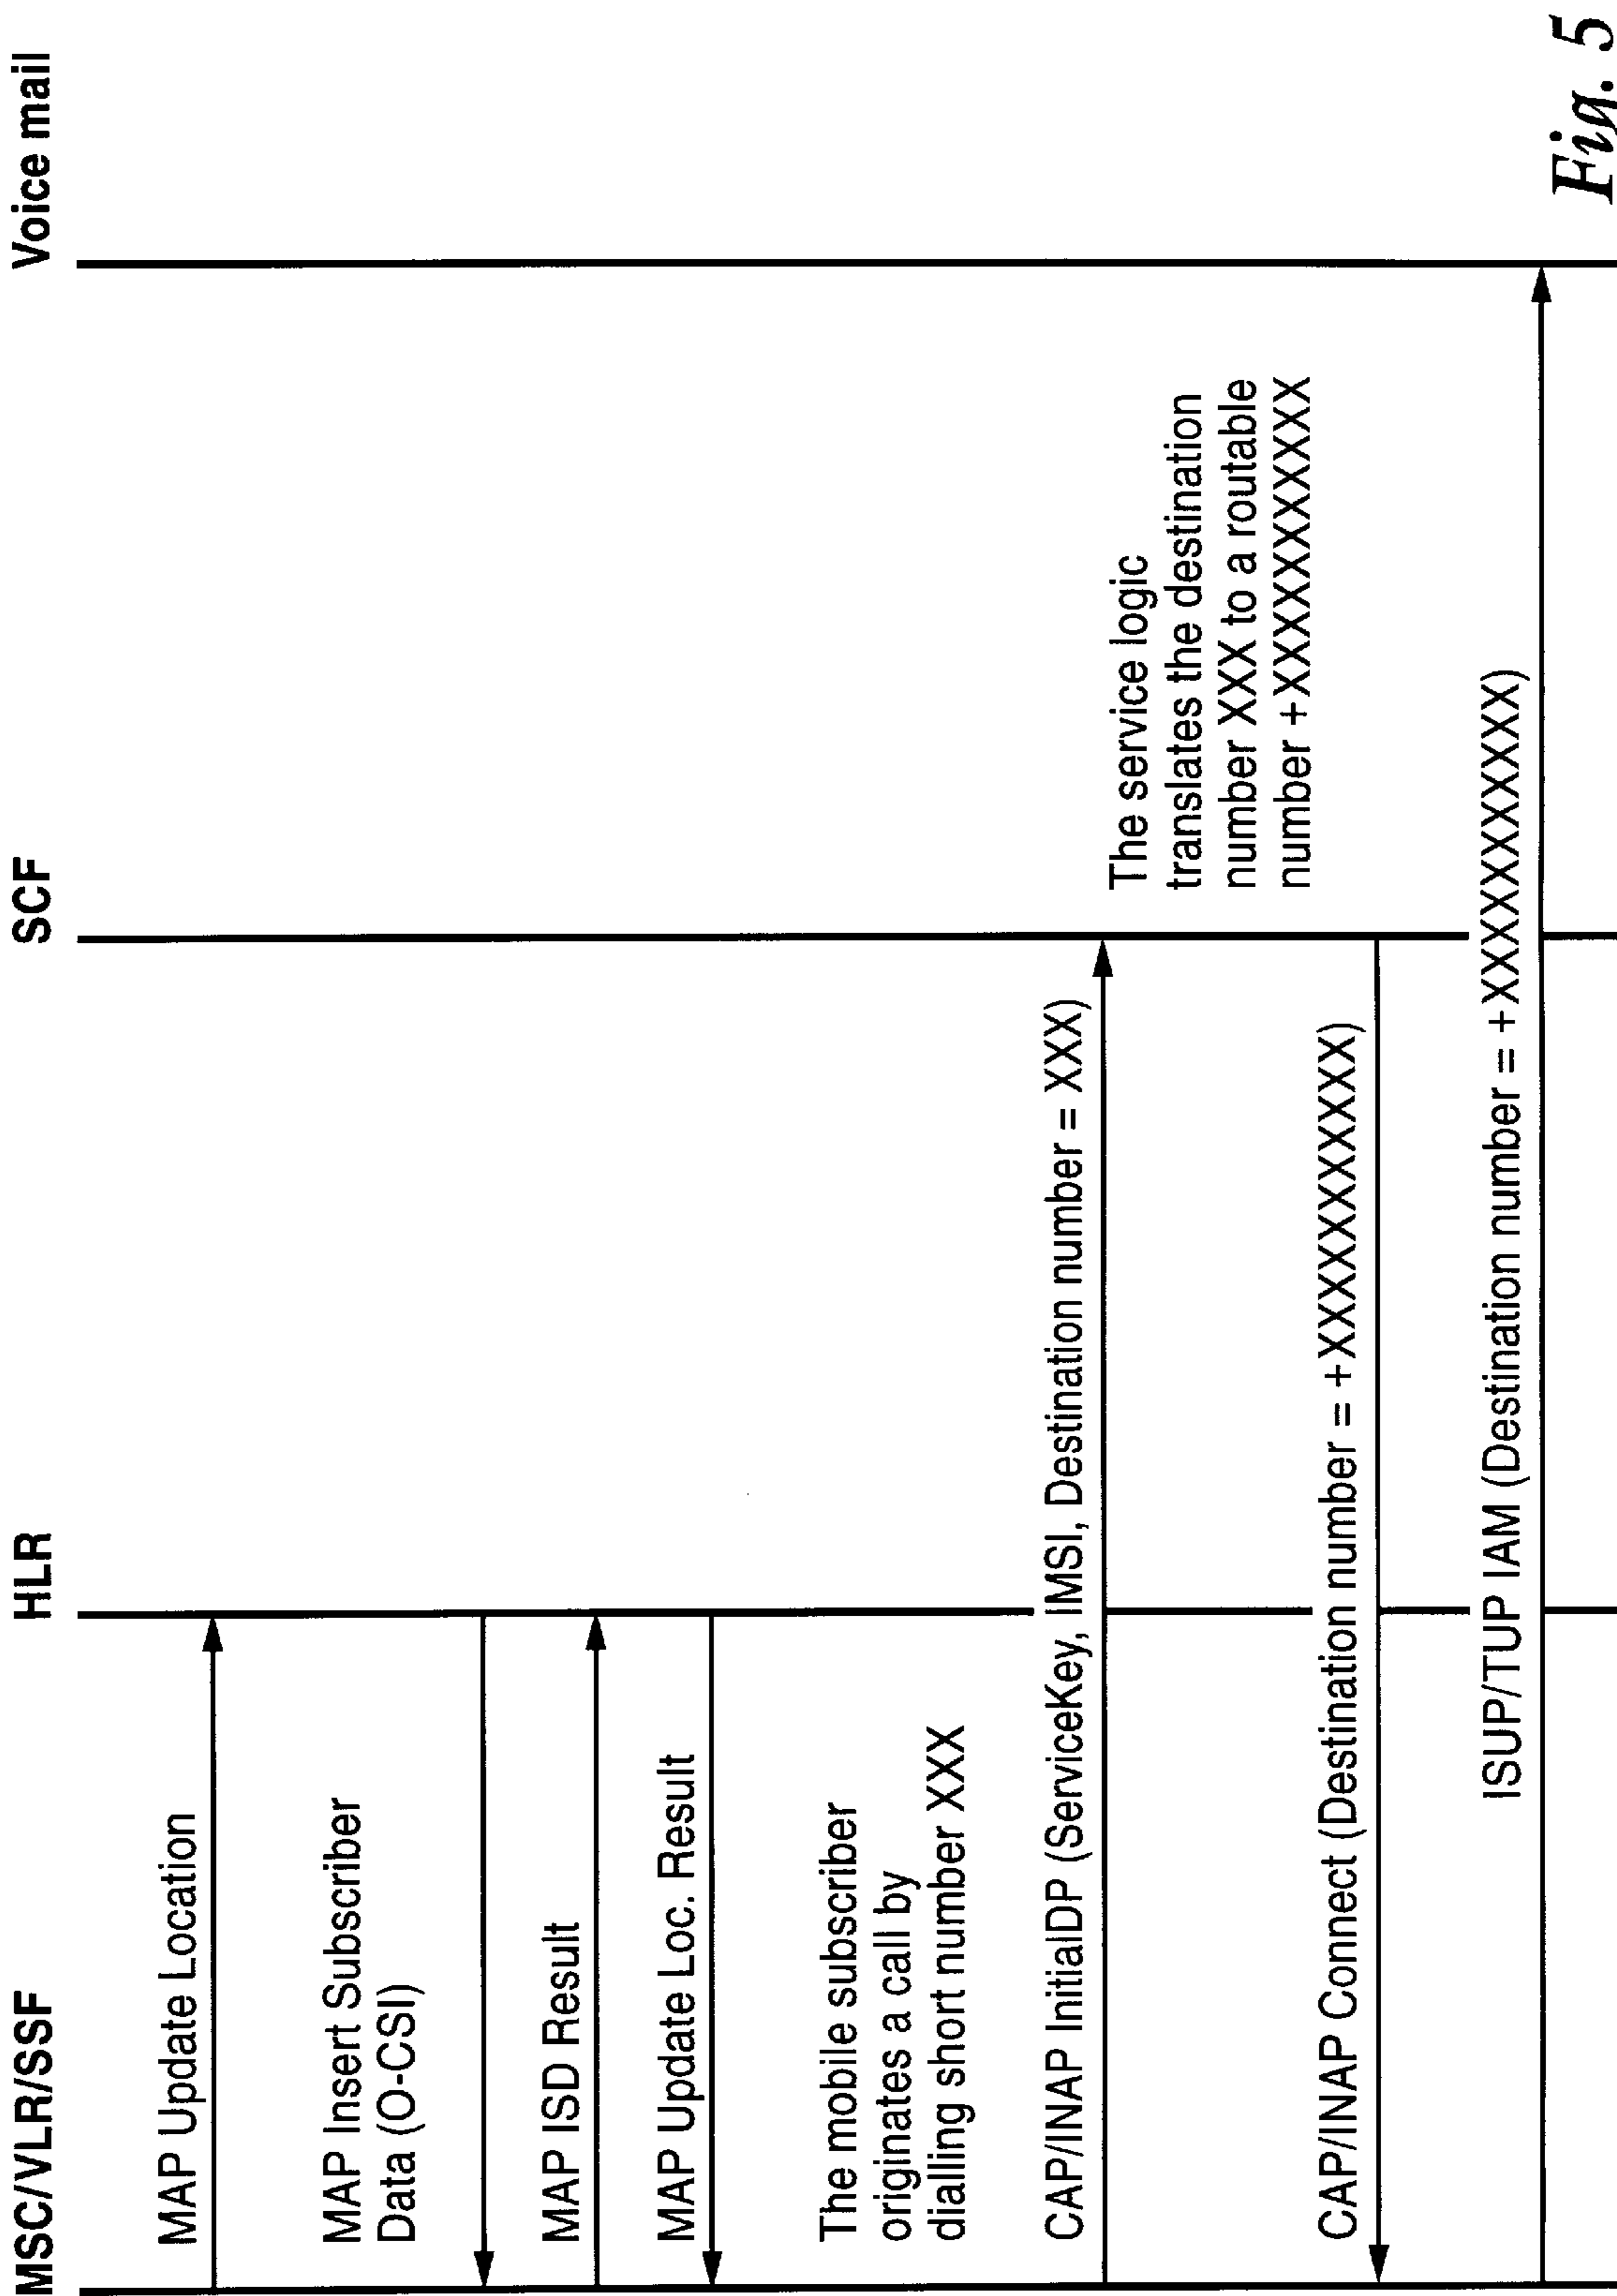 MSC/VLR/SSF
HLR
SCF
Voice mail
MAP Update Location
MAP Insert Subscriber
Data (O-CSI)
MAP ISD Result
MAP Update Loc. Result
The mobile subscriber
originates a call by
dialling short number XXX
CAP/INAP InitialDP (ServiceKey, IMSI, Destination number = XXX)
The service logic
translates the destination
number XXX to a routable
number +XXXXXXXXXXXX
CAP/INAP Connect (Destination number = +XXXXXXXXXXXX)
ISUP/TUP IAM (Destination number = +XXXXXXXXXXXX)
Fig. 5